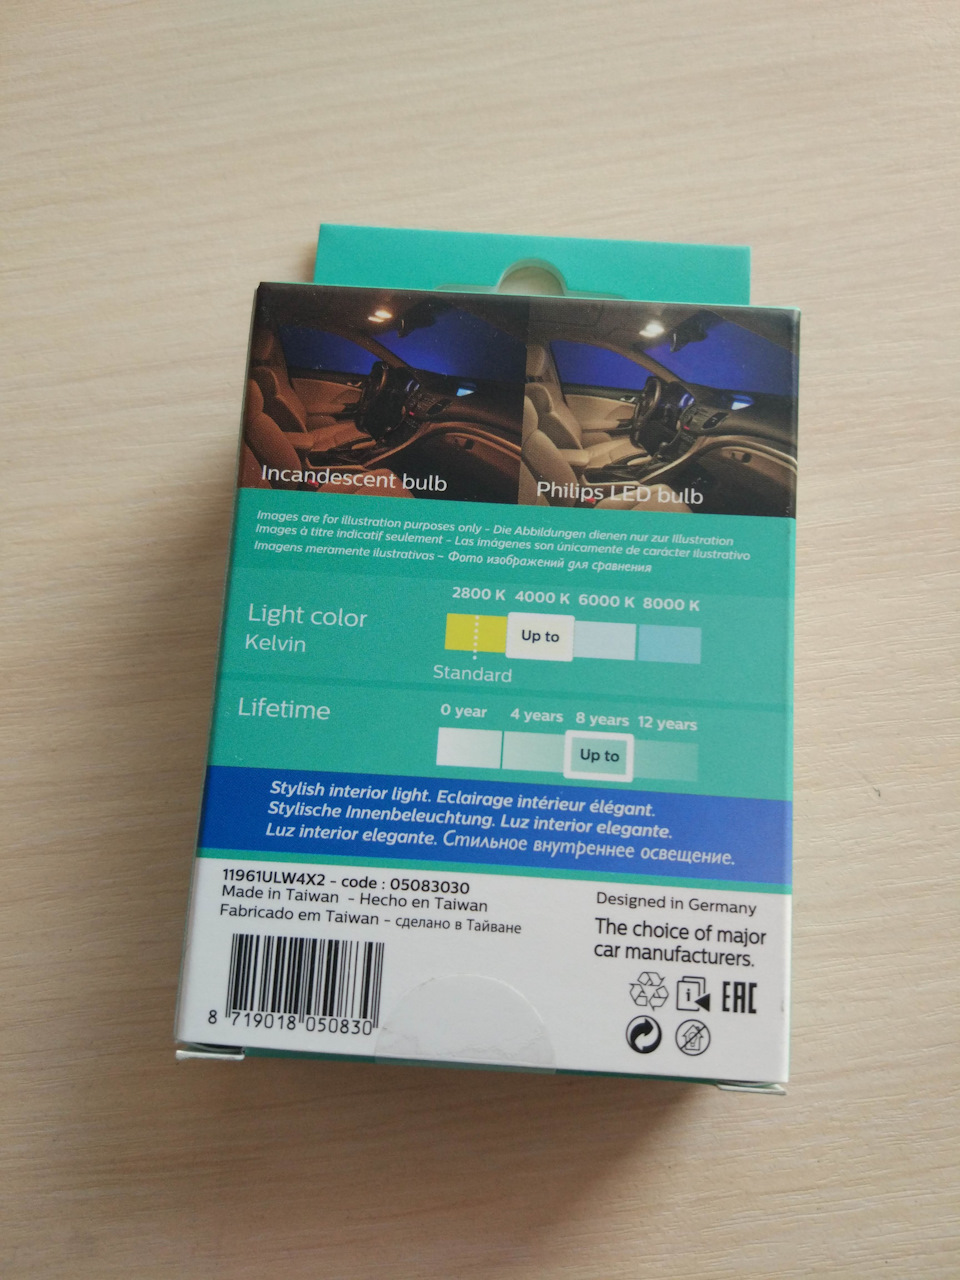 Incandescent bulb
Philips LED bulb
Images are for illustration purposes only - Die Abbildungen dienen nur zur Illustration
Images à titre indicatif seulement - Las imágenes son únicamente de carácter ilustrativo
Imagens meramente ilustrativas - Фото изображений для сравнения
2800 K 4000 K 6000 K 8000 K
Light color
Kelvin
Up to
Standard
Lifetime
0 year 4 years 8 years 12 years
Up to
Stylish interior light. Eclairage intérieur élégant.
Stylische Innenbeleuchtung. Luz interior elegante.
Luz interior elegante. Стильное внутреннее освещение.
11961ULW4X2 - code : 05083030
Made in Taiwan - Hecho en Taiwan
Fabricado em Taiwan - сделано в Тайване
Designed in Germany
The choice of major
car manufacturers.
EAC
8 719018 050830